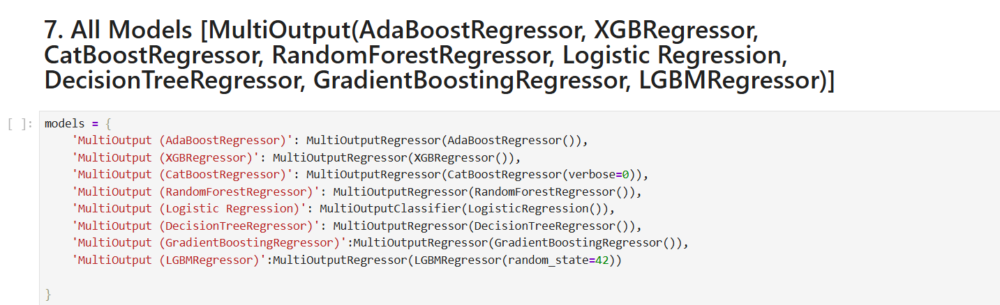 7. All Models [MultiOutput(AdaBoostRegressor, XGBRegressor,
CatBoostRegressor, RandomForestRegressor, Logistic Regression,
DecisionTreeRegressor, GradientBoostingRegressor, LGBMRegressor)]
[ ]: models = {
    'MultiOutput (AdaBoostRegressor)': MultiOutputRegressor(AdaBoostRegressor()),
    'MultiOutput (XGBRegressor)': MultiOutputRegressor(XGBRegressor()),
    'MultiOutput (CatBoostRegressor)': MultiOutputRegressor(CatBoostRegressor(verbose=0)),
    'MultiOutput (RandomForestRegressor)': MultiOutputRegressor(RandomForestRegressor()),
    'MultiOutput (Logistic Regression)': MultiOutputClassifier(LogisticRegression()),
    'MultiOutput (DecisionTreeRegressor)': MultiOutputRegressor(DecisionTreeRegressor()),
    'MultiOutput (GradientBoostingRegressor)':MultiOutputRegressor(GradientBoostingRegressor()),
    'MultiOutput (LGBMRegressor)':MultiOutputRegressor(LGBMRegressor(random_state=42))
}